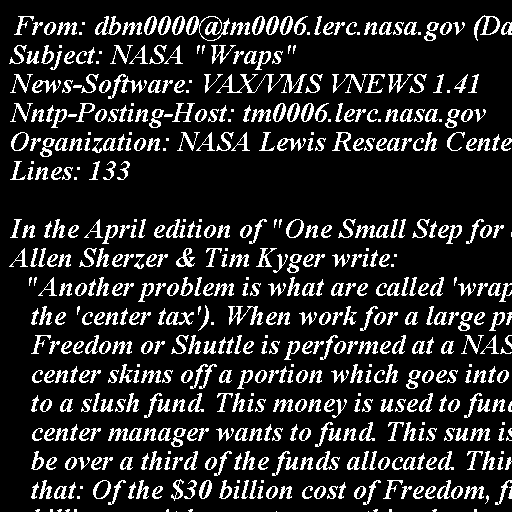 From: dbm0000@tm0006.lerc.nasa.gov (Da
Subject: NASA "Wraps"
News-Software: VAX/VMS VNEWS 1.41
Nntp-Posting-Host: tm0006.lerc.nasa.gov
Organization: NASA Lewis Research Cente
Lines: 133

In the April edition of "One Small Step for
Allen Sherzer & Tim Kyger write:
"Another problem is what are called 'wrap
the 'center tax'). When work for a large pr
Freedom or Shuttle is performed at a NAS
center skims off a portion which goes into
to a slush fund. This money is used to fun
center manager wants to fund. This sum is
be over a third of the funds allocated. Thin
that: Of the $30 billion cost of Freedom, fi